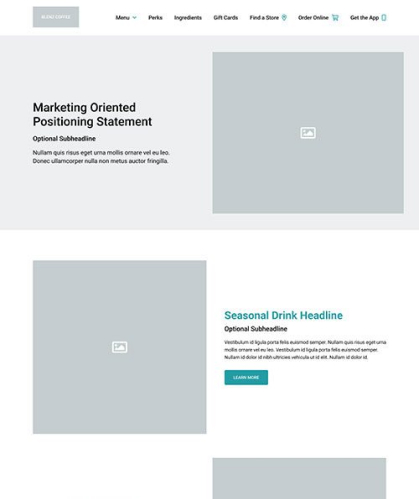 Menu
Perks
Ingredients
Gift Cards
Find a Store
Order Online
Get the App
Marketing Oriented
Positioning Statement
Optional Subheadline
Nullam quis risus eget urna mollis ornare vel eu leo.
Donec ullamcorper nulla non metus auctor fringilla.
Seasonal Drink Headline
Optional Subheadline
Vestibulum id ligula porta felis euismod semper. Nullam quis risus eget urna
mollis ornare vel eu leo. Vestibulum id ligula porta felis euismod semper.
Nullam id dolor id nibh ultricies vehicula ut id elit. Nullam id dolor id.
LEARN MORE